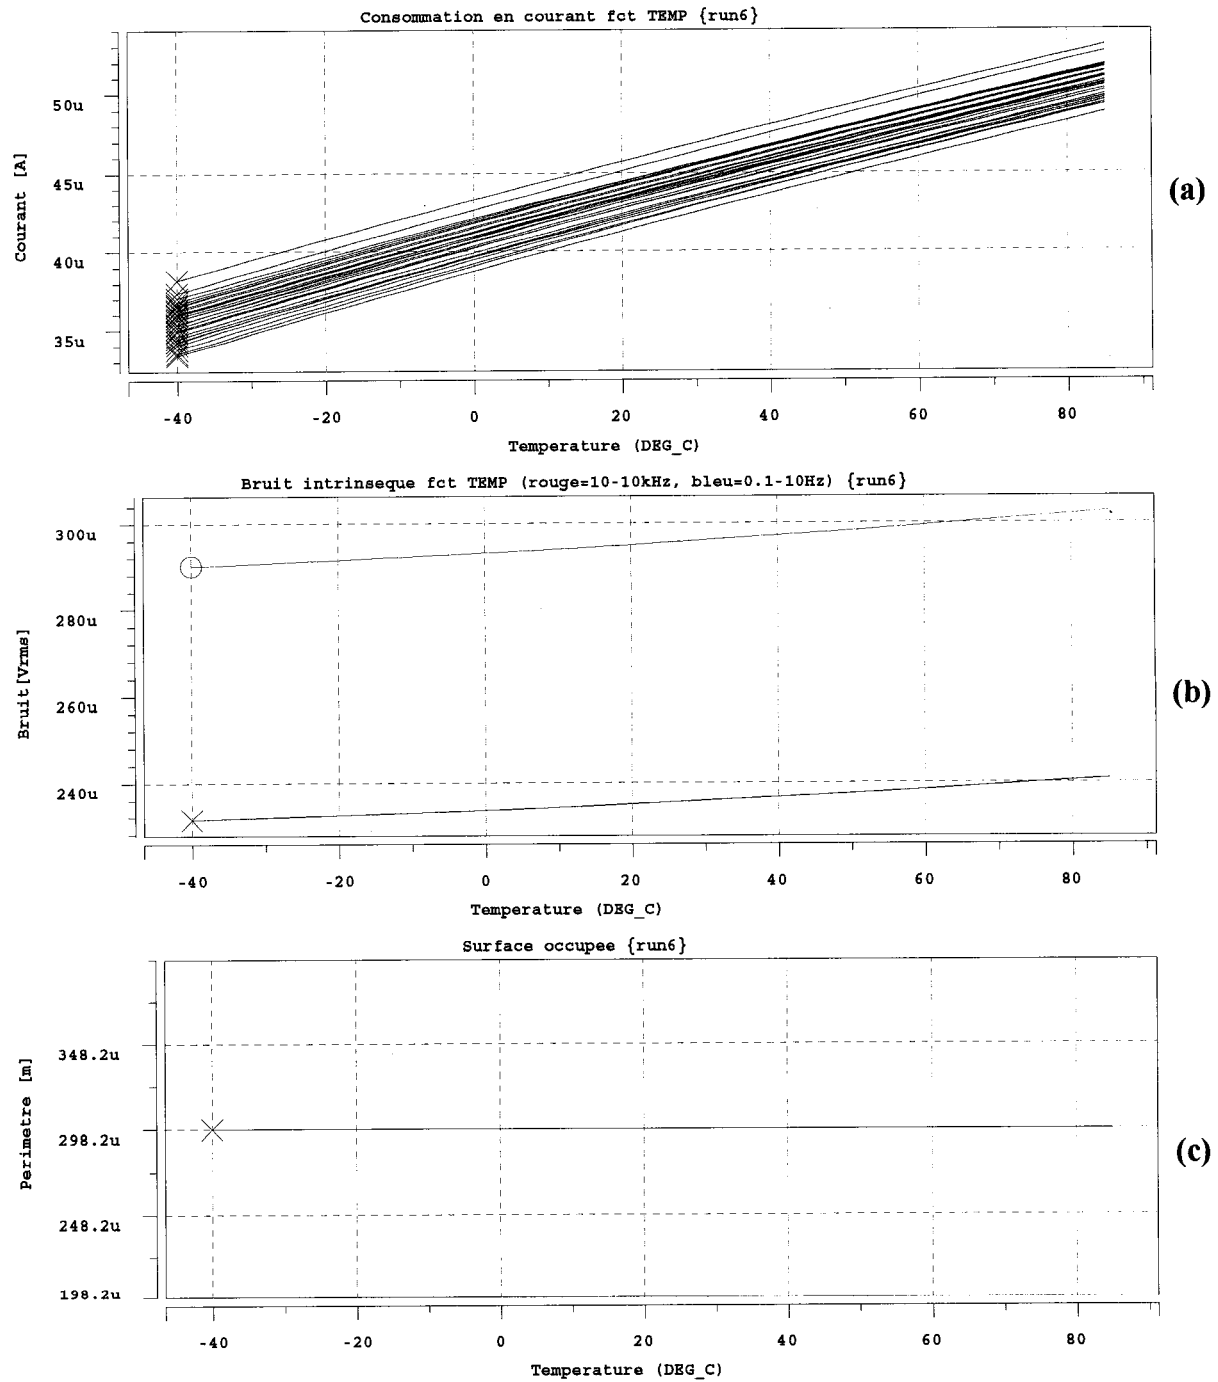 Consommation en courant fct TEMP {run6}
50u
45u
40u
35u
Courant [A]
(a)
-40 -20 0 20 40 60 80
Temperature (DEG_C)
Bruit intrinseque fct TEMP (rouge=10-10kHz, bleu=0.1-10Hz) {run6}
300u
280u
260u
240u
Bruit[Vrms]
(b)
-40 -20 0 20 40 60 80
Temperature (DEG_C)
Surface occupee {run6}
348.2u
298.2u
248.2u
198.2u
Perimetre [m]
(c)
-40 -20 0 20 40 60 80
Temperature (DEG_C)